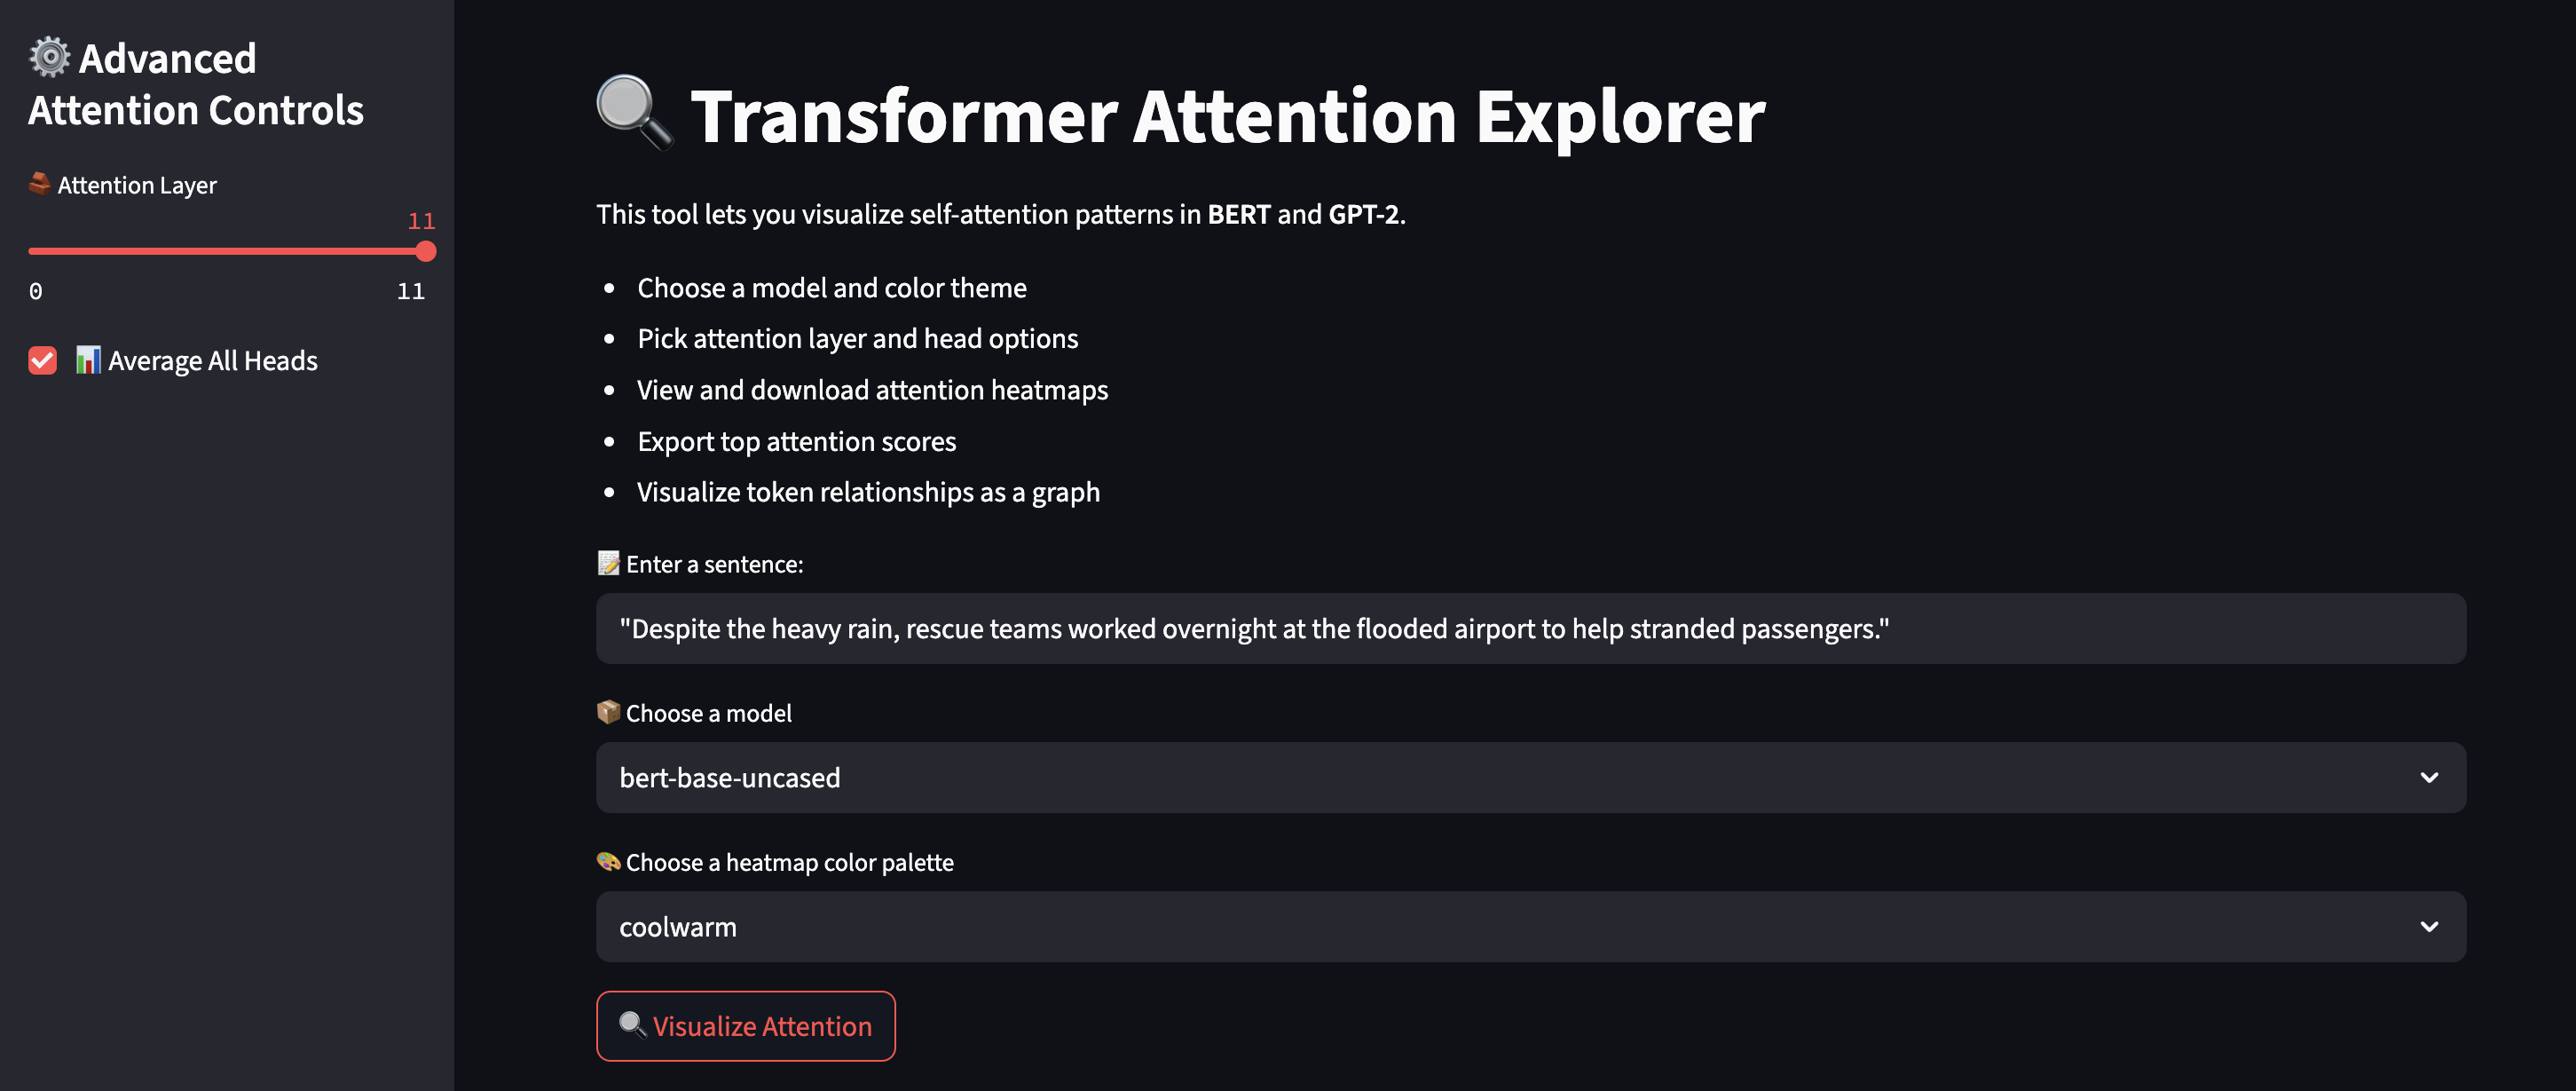 Advanced
Attention Controls
Attention Layer
11
0
11
Average All Heads
Transformer Attention Explorer
This tool lets you visualize self-attention patterns in BERT and GPT-2.
Choose a model and color theme
Pick attention layer and head options
View and download attention heatmaps
Export top attention scores
Visualize token relationships as a graph
Enter a sentence:
"Despite the heavy rain, rescue teams worked overnight at the flooded airport to help stranded passengers."
Choose a model
bert-base-uncased
Choose a heatmap color palette
coolwarm
Visualize Attention